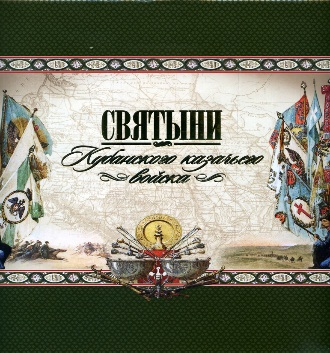 СВЯТЫНИ
Кубанского казачьего
войска